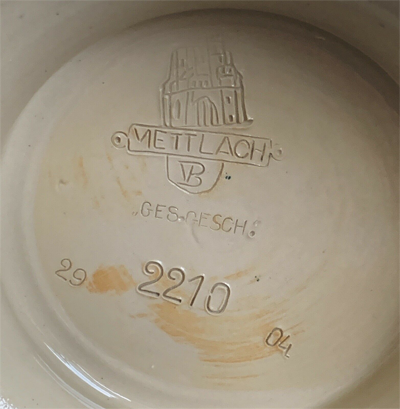 METTLACH
VB
„GES.GESCH.
29 2210 04